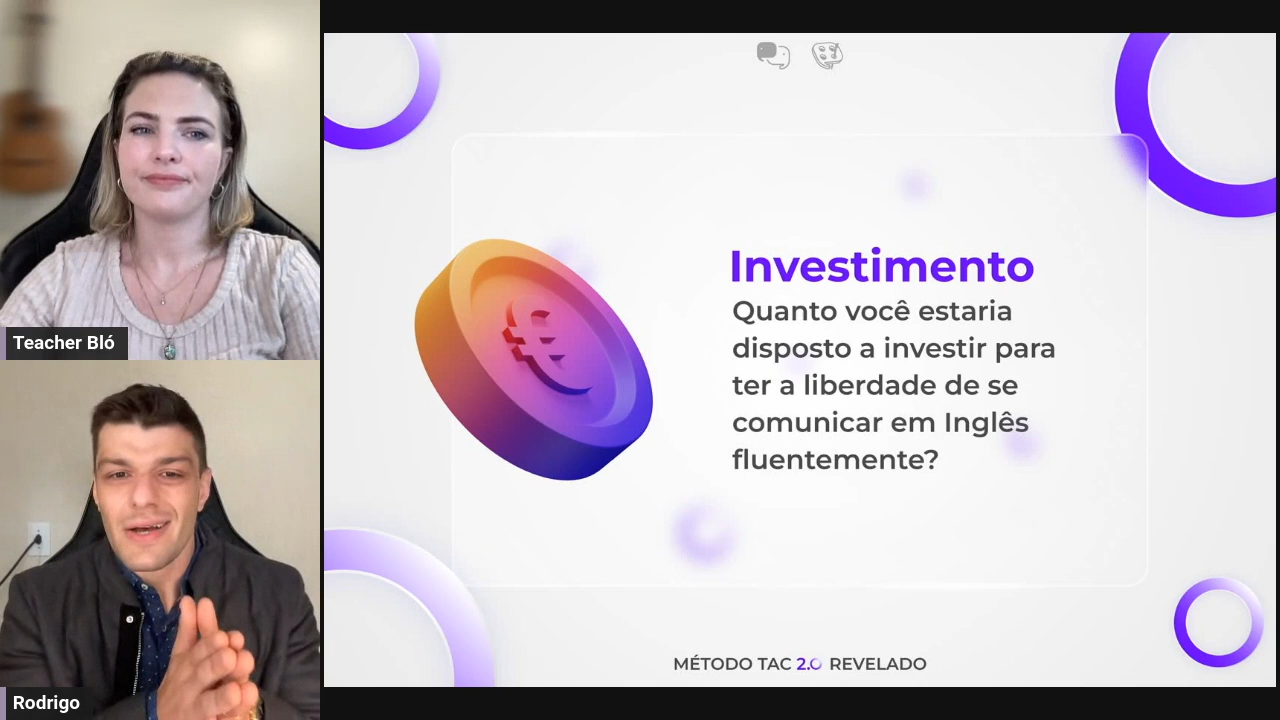 Teacher Bló
Rodrigo
Investimento
Quanto você estaria
disposto a investir para
ter a liberdade de se
comunicar em Inglês
fluentemente?
MÉTODO TAC 2.0 REVELADO